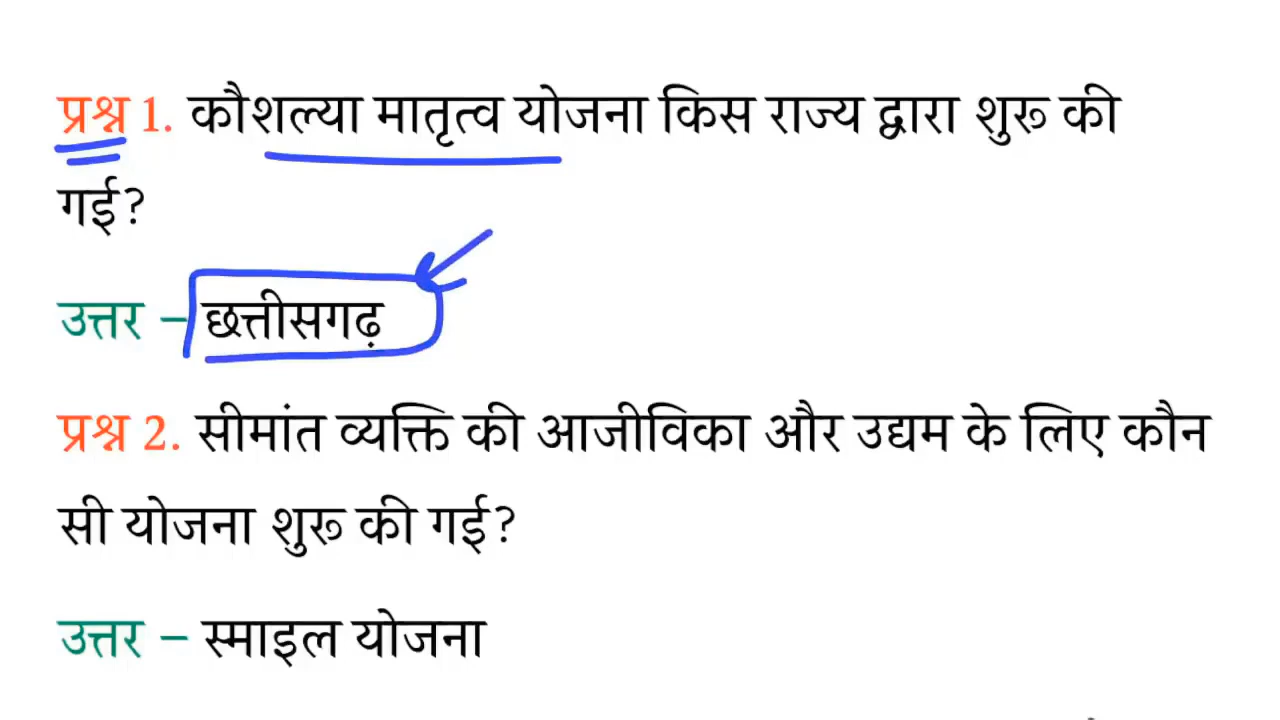 प्रश्न 1. कौशल्या मातृत्व योजना किस राज्य द्वारा शुरू की
गई?
उत्तर – छत्तीसगढ़
प्रश्न 2. सीमांत व्यक्ति की आजीविका और उद्यम के लिए कौन
सी योजना शुरू की गई?
उत्तर – स्माइल योजना